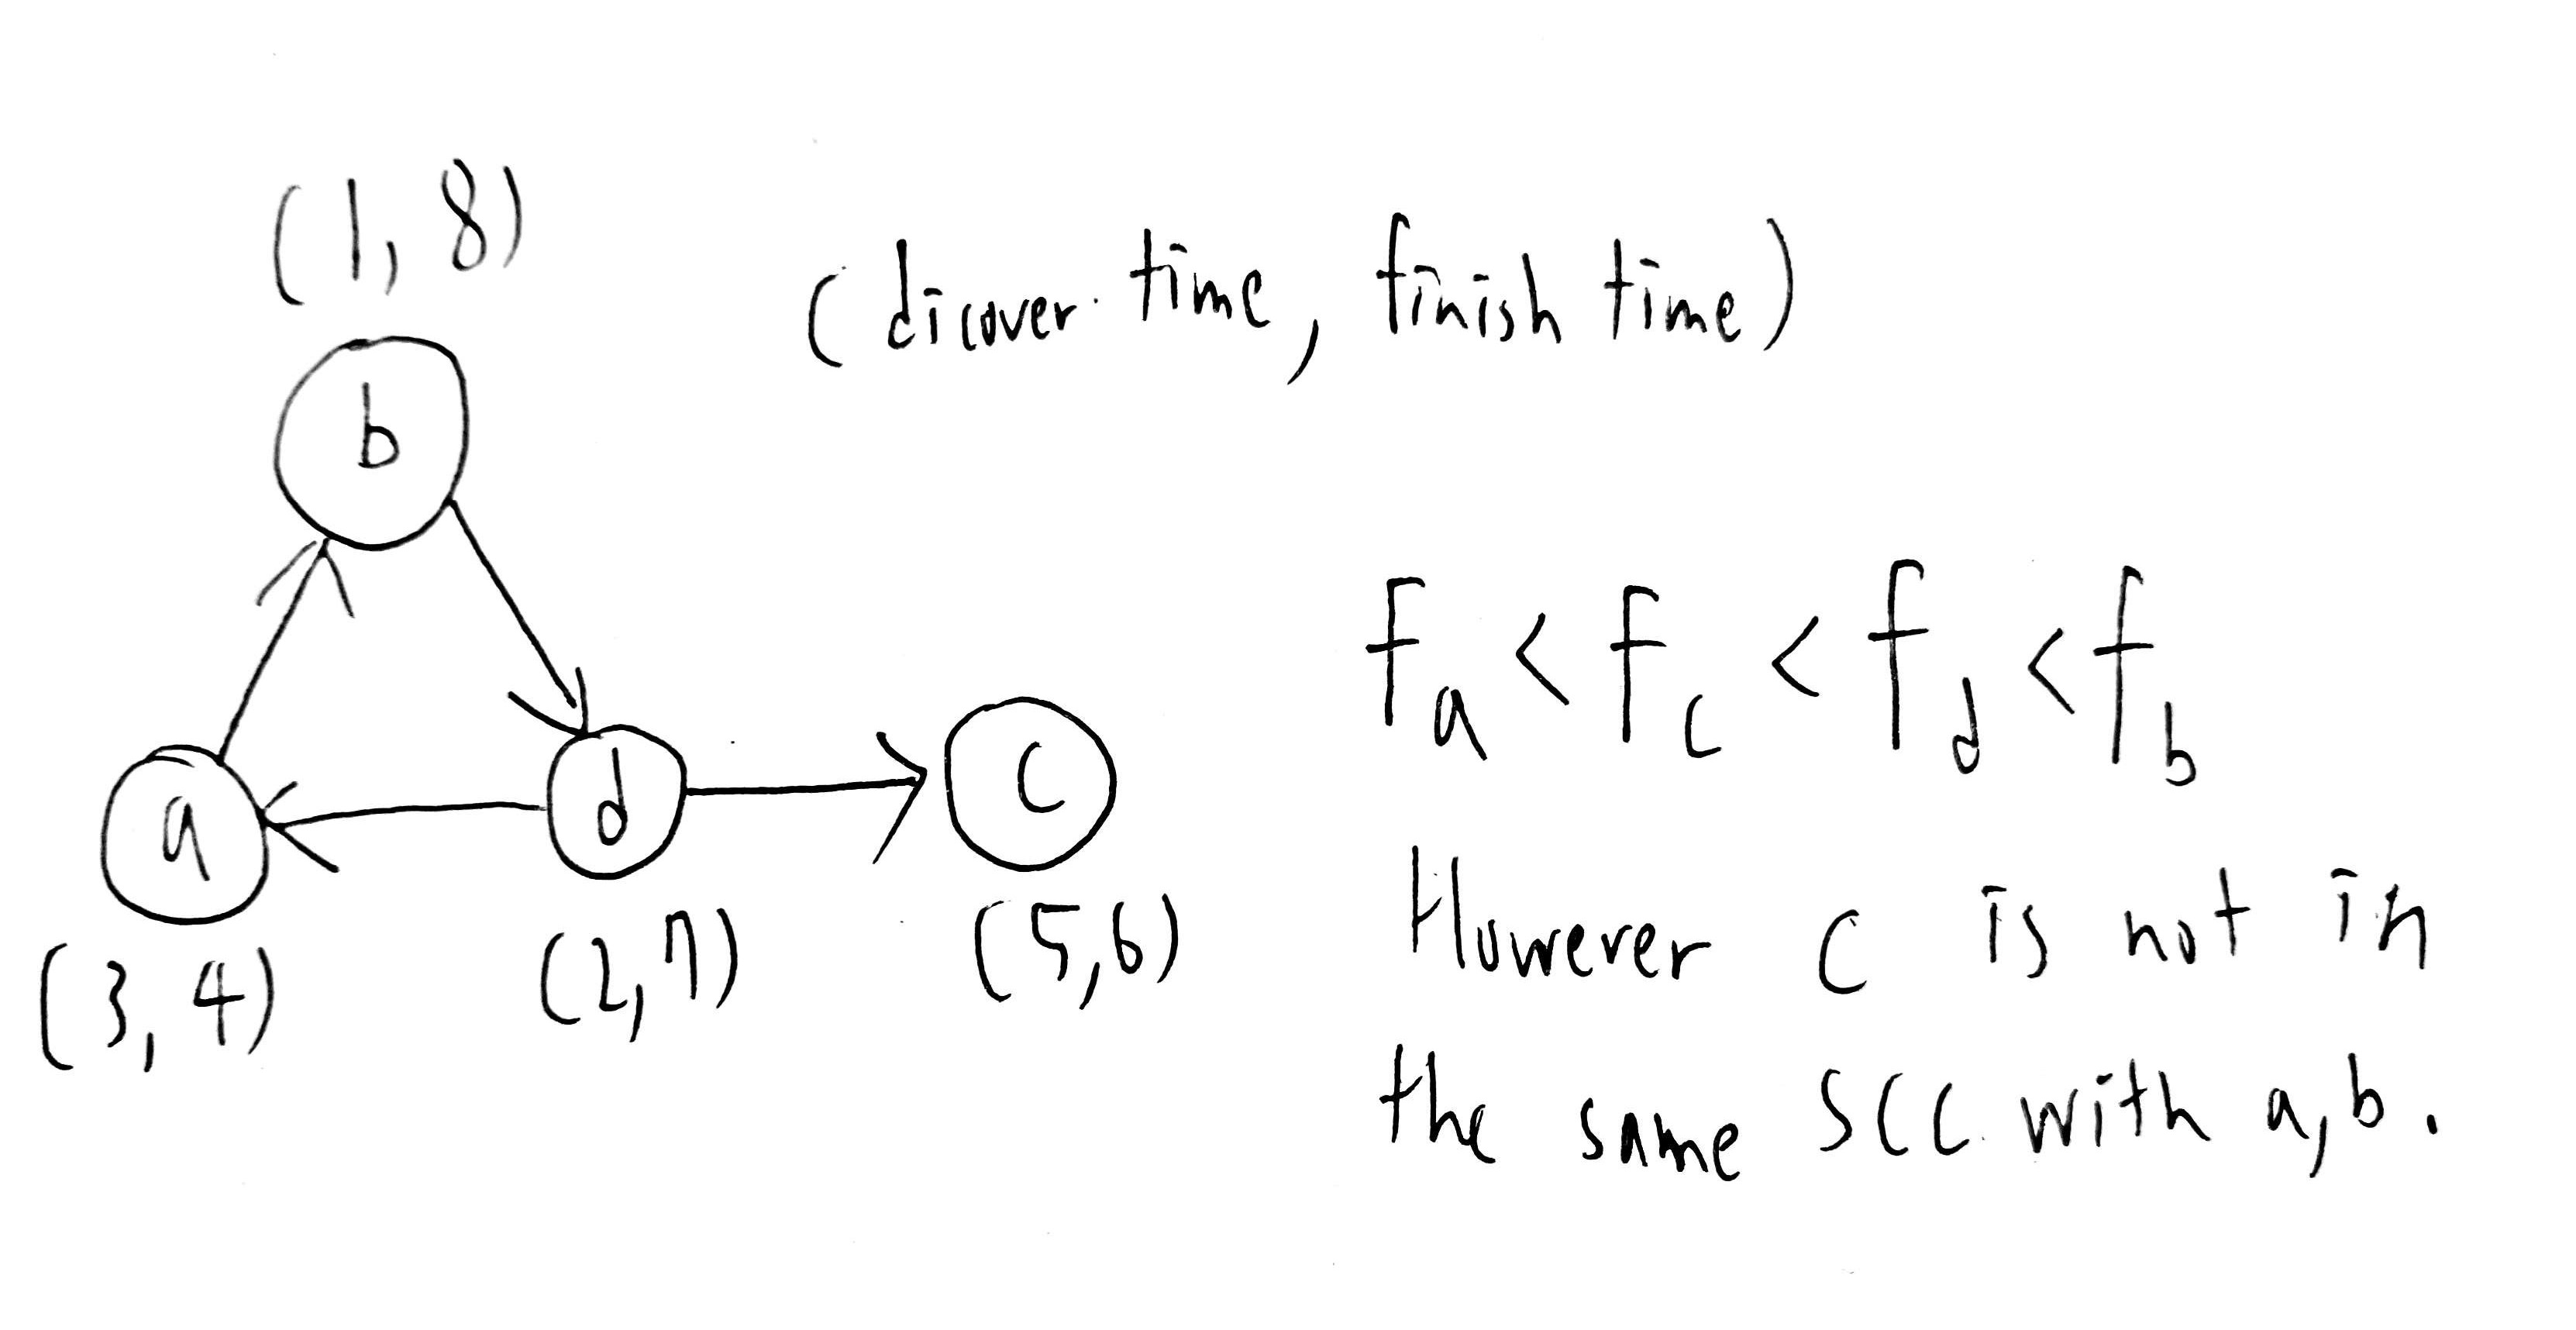 (1, 8)
(dicover time, finish time)
b
f_a < f_c < f_d < f_b
a
d
c
(3, 4)
(2, 7)
(5,6)
However c is not in
the same SCC with a, b.